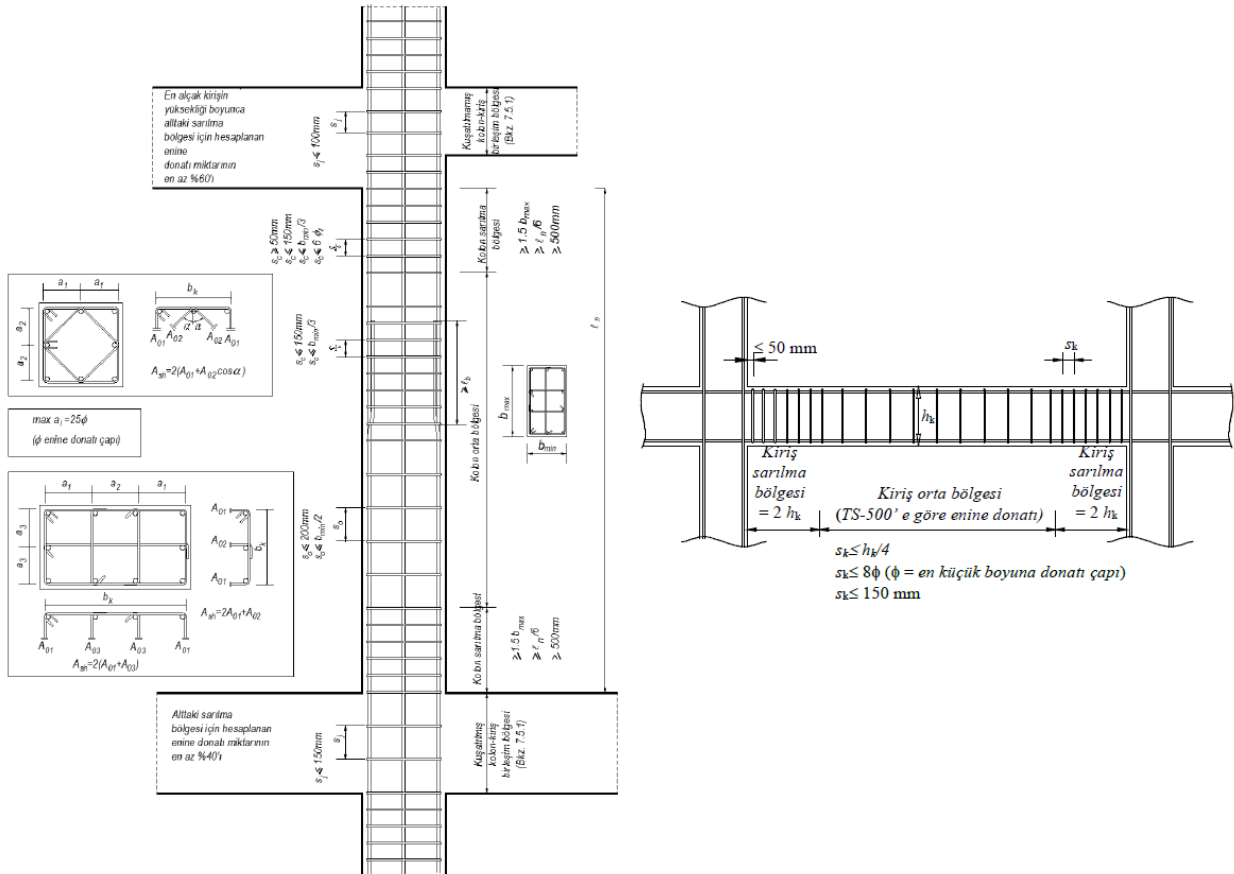 En alçak kirişin
yüksekliği boyunca
alttaki sarılma
bölgesi için hesaplanan
enine
donatı miktarının
en az %60'ı
s_j ≤ 100mm
s_j
Kuşatılmamış
kolon-kiriş
birleşim bölgesi
(Bkz. 7.5.1)
s_c ≥ 50mm
s_c ≤ 150mm
s_c ≤ b_min/3
s_c ≤ 6 ϕ_ℓ
s_c
Kolon sarılma
bölgesi
≥ 1.5 b_max
≥ ℓ_n/6
≥ 500mm
ℓ_n
a_1 a_1
a_2
a_2
b_k
α α
A_01 A_02 A_02 A_01
A_sh=2(A_01+A_02cosα)
max a_i =25ϕ
(ϕ enine donatı çapı)
s_c ≤ 150mm
s_c ≤ b_min/3
≥ ℓ_b
Kolon orta bölgesi
b_max
b_min
a_1 a_2 a_1
a_3
a_3
A_01
A_02
A_01
b_k
A_sh=2A_01+A_02
b_k
A_01 A_03 A_03 A_01
A_sh=2(A_01+A_03)
s_o ≤ 200mm
s_o ≤ b_min/2
s_o
Kolon sarılma bölgesi
≥ 1.5 b_max
≥ ℓ_n/6
≥ 500mm
Alttaki sarılma
bölgesi için hesaplanan
enine donatı miktarının
en az %40'ı
s_j ≤ 150mm
s_j
Kuşatılmış
kolon-kiriş
birleşim bölgesi
(Bkz. 7.5.1)
≤ 50 mm
s_k
h_k
Kiriş
sarılma
bölgesi
= 2 h_k
Kiriş orta bölgesi
(TS-500' e göre enine donatı)
Kiriş
sarılma
bölgesi
= 2 h_k
s_k ≤ h_k/4
s_k ≤ 8ϕ (ϕ = en küçük boyuna donatı çapı)
s_k ≤ 150 mm